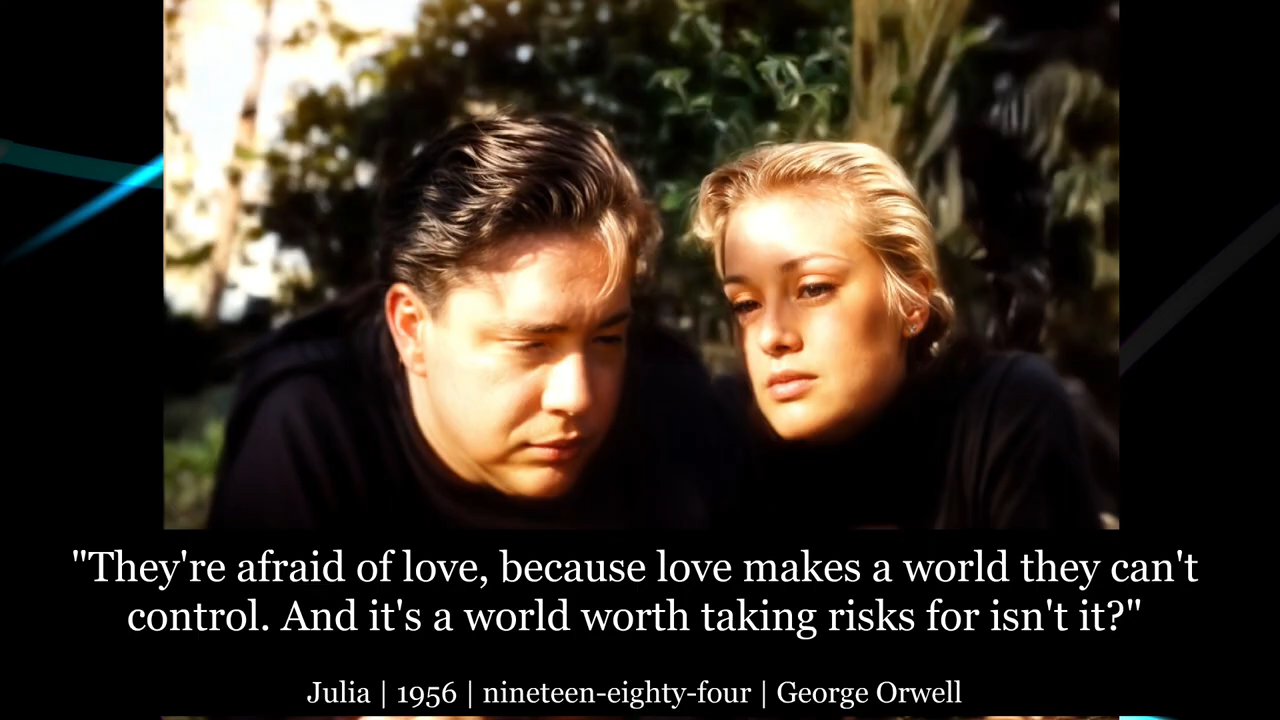 "They're afraid of love, because love makes a world they can't
control. And it's a world worth taking risks for isn't it?"
Julia | 1956 | nineteen-eighty-four | George Orwell